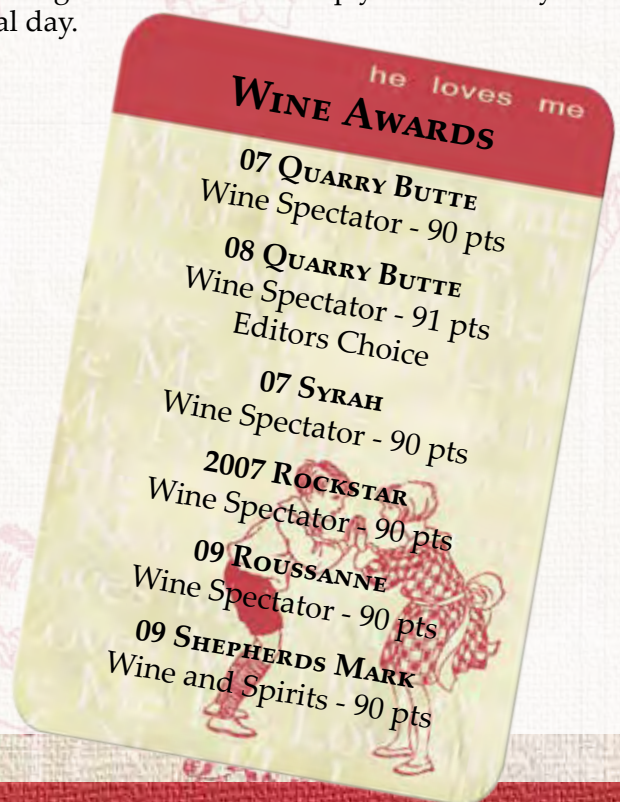 al day.
he loves me
WINE AWARDS
07 QUARRY BUTTE
Wine Spectator - 90 pts
08 QUARRY BUTTE
Wine Spectator - 91 pts
Editors Choice
07 SYRAH
Wine Spectator - 90 pts
2007 ROCKSTAR
Wine Spectator - 90 pts
09 ROUSSANNE
Wine Spectator - 90 pts
09 SHEPHERDS MARK
Wine and Spirits - 90 pts